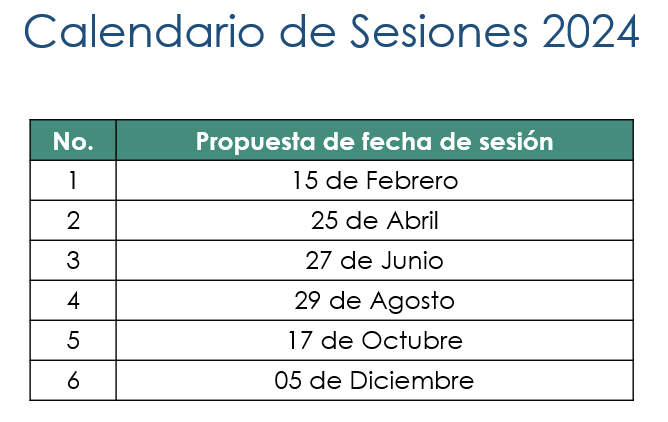 Calendario de Sesiones 2024
No. Propuesta de fecha de sesión
1 15 de Febrero
2 25 de Abril
3 27 de Junio
4 29 de Agosto
5 17 de Octubre
6 05 de Diciembre